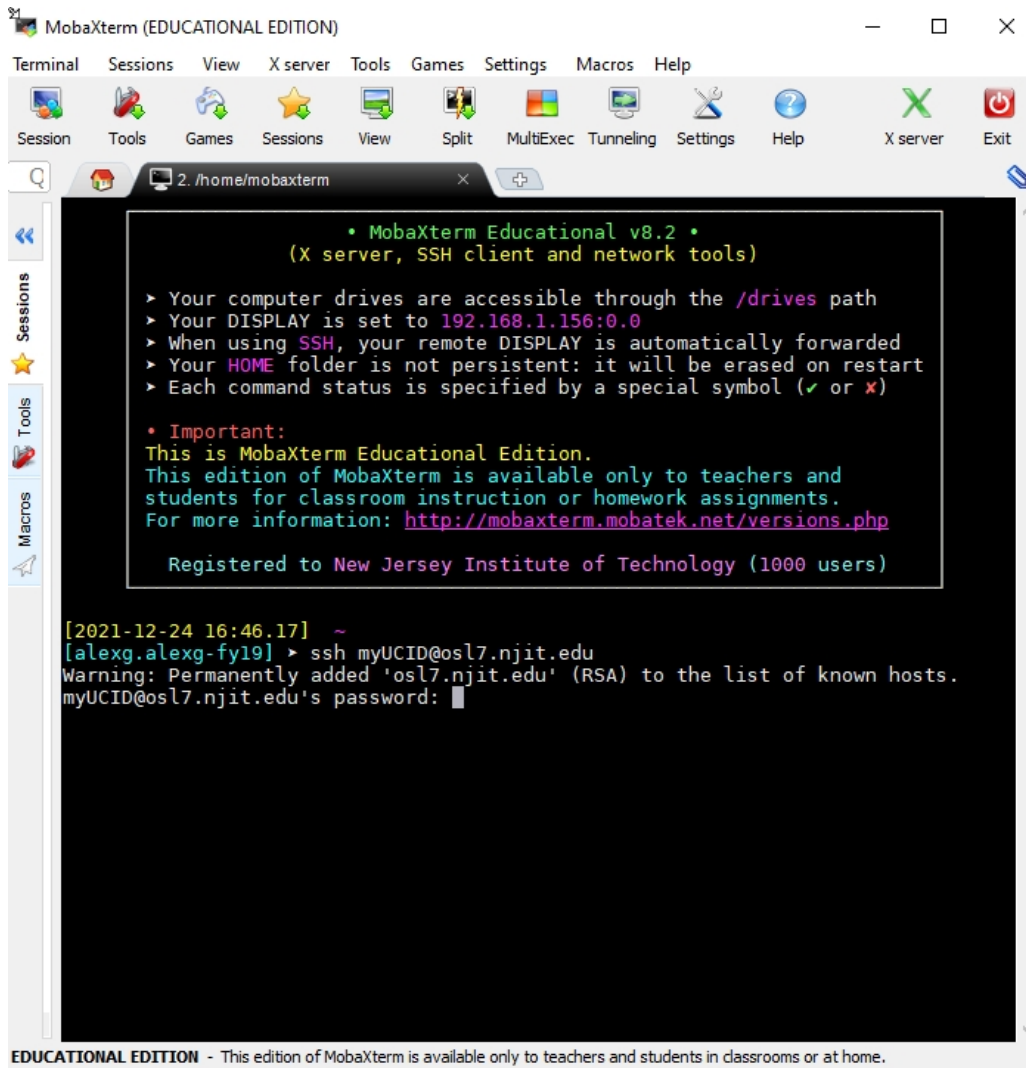 MobaXterm (EDUCATIONAL EDITION)
Terminal Sessions View X server Tools Games Settings Macros Help
Session Tools Games Sessions View Split MultiExec Tunneling Settings Help X server Exit
2. /home/mobaxterm
Sessions
Tools
Macros
• MobaXterm Educational v8.2 •
(X server, SSH client and network tools)
➤ Your computer drives are accessible through the /drives path
➤ Your DISPLAY is set to 192.168.1.156:0.0
➤ When using SSH, your remote DISPLAY is automatically forwarded
➤ Your HOME folder is not persistent: it will be erased on restart
➤ Each command status is specified by a special symbol (✔ or ✘)
• Important:
This is MobaXterm Educational Edition.
This edition of MobaXterm is available only to teachers and
students for classroom instruction or homework assignments.
For more information: http://mobaxterm.mobatek.net/versions.php
Registered to New Jersey Institute of Technology (1000 users)
[2021-12-24 16:46.17] ~
[alexg.alexg-fy19] ➤ ssh myUCID@osl7.njit.edu
Warning: Permanently added 'osl7.njit.edu' (RSA) to the list of known hosts.
myUCID@osl7.njit.edu's password:
EDUCATIONAL EDITION - This edition of MobaXterm is available only to teachers and students in classrooms or at home.